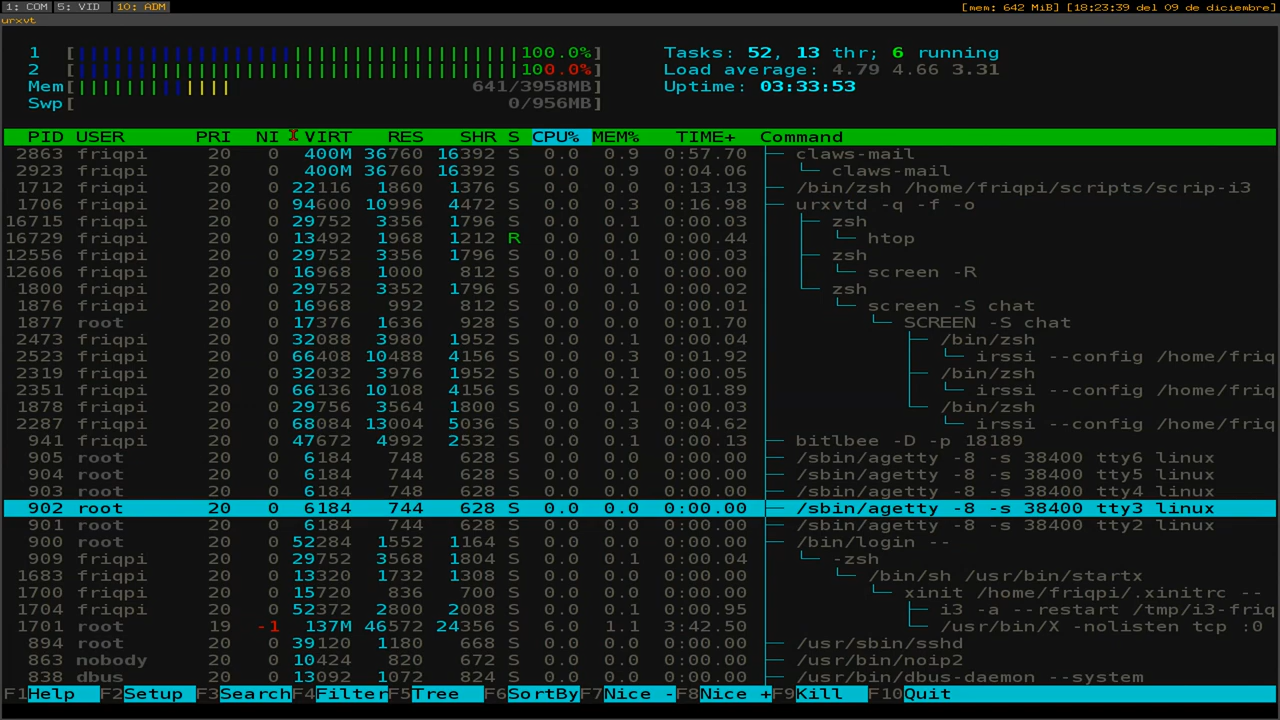 1: COM 5: VID 10: ADM [mem: 642 MiB] [18:23:39 del 09 de diciembre]
urxvt
1 [||||||||||||||||||||||||||||||||||||||||||||||||||100.0%] Tasks: 52, 13 thr; 6 running
2 [||||||||||||||||||||||||||||||||||||||||||||||||||100.0%] Load average: 4.79 4.66 3.31
Mem[||||||||||||||| 641/3958MB] Uptime: 03:33:53
Swp[ 0/956MB]
PID USER PRI NI VIRT RES SHR S CPU% MEM% TIME+ Command
2863 friqpi 20 0 400M 36760 16392 S 0.0 0.9 0:57.70 ├─ claws-mail
2923 friqpi 20 0 400M 36760 16392 S 0.0 0.9 0:04.06 │ └─ claws-mail
1712 friqpi 20 0 22116 1860 1376 S 0.0 0.0 0:13.13 ├─ /bin/zsh /home/friqpi/scripts/scrip-i3
1706 friqpi 20 0 94600 10996 4472 S 0.0 0.3 0:16.98 ├─ urxvtd -q -f -o
16715 friqpi 20 0 29752 3356 1796 S 0.0 0.1 0:00.03 │ ├─ zsh
16729 friqpi 20 0 13492 1968 1212 R 0.0 0.0 0:00.44 │ │ └─ htop
12556 friqpi 20 0 29752 3356 1796 S 0.0 0.1 0:00.03 │ ├─ zsh
12606 friqpi 20 0 16968 1000 812 S 0.0 0.0 0:00.00 │ │ └─ screen -R
1800 friqpi 20 0 29752 3352 1796 S 0.0 0.1 0:00.02 │ └─ zsh
1876 friqpi 20 0 16968 992 812 S 0.0 0.0 0:00.01 │ └─ screen -S chat
1877 root 20 0 17376 1636 928 S 0.0 0.0 0:01.70 │ └─ SCREEN -S chat
2473 friqpi 20 0 32088 3980 1952 S 0.0 0.1 0:00.04 │ ├─ /bin/zsh
2523 friqpi 20 0 66408 10488 4156 S 0.0 0.3 0:01.92 │ │ └─ irssi --config /home/friq
2319 friqpi 20 0 32032 3976 1952 S 0.0 0.1 0:00.05 │ ├─ /bin/zsh
2351 friqpi 20 0 66136 10108 4156 S 0.0 0.2 0:01.89 │ │ └─ irssi --config /home/friq
1878 friqpi 20 0 29756 3564 1800 S 0.0 0.1 0:00.03 │ └─ /bin/zsh
2287 friqpi 20 0 68084 13004 5036 S 0.0 0.3 0:04.62 │ └─ irssi --config /home/friq
941 friqpi 20 0 47672 4992 2532 S 0.0 0.1 0:00.13 ├─ bitlbee -D -p 18189
905 root 20 0 6184 748 628 S 0.0 0.0 0:00.00 ├─ /sbin/agetty -8 -s 38400 tty6 linux
904 root 20 0 6184 748 628 S 0.0 0.0 0:00.00 ├─ /sbin/agetty -8 -s 38400 tty5 linux
903 root 20 0 6184 748 628 S 0.0 0.0 0:00.00 ├─ /sbin/agetty -8 -s 38400 tty4 linux
902 root 20 0 6184 744 628 S 0.0 0.0 0:00.00 ├─ /sbin/agetty -8 -s 38400 tty3 linux
901 root 20 0 6184 744 628 S 0.0 0.0 0:00.00 ├─ /sbin/agetty -8 -s 38400 tty2 linux
900 root 20 0 52284 1552 1164 S 0.0 0.0 0:00.00 ├─ /bin/login --
909 friqpi 20 0 29752 3568 1804 S 0.0 0.1 0:00.04 │ └─ -zsh
1683 friqpi 20 0 13320 1732 1308 S 0.0 0.0 0:00.00 │ └─ /bin/sh /usr/bin/startx
1700 friqpi 20 0 15720 836 700 S 0.0 0.0 0:00.00 │ └─ xinit /home/friqpi/.xinitrc --
1704 friqpi 20 0 52372 2800 2008 S 0.0 0.1 0:00.95 │ ├─ i3 -a --restart /tmp/i3-friq
1701 root 19 -1 137M 46572 24356 S 6.0 1.1 3:42.50 │ └─ /usr/bin/X -nolisten tcp :0
894 root 20 0 39120 1180 888 S 0.0 0.0 0:00.00 ├─ /usr/sbin/sshd
863 nobody 20 0 10424 820 672 S 0.0 0.0 0:00.00 ├─ /usr/bin/noip2
838 dbus 20 0 13092 1072 824 S 0.0 0.0 0:00.00 ├─ /usr/bin/dbus-daemon --system
F1Help F2Setup F3SearchF4FilterF5Tree F6SortByF7Nice -F8Nice +F9Kill F10Quit